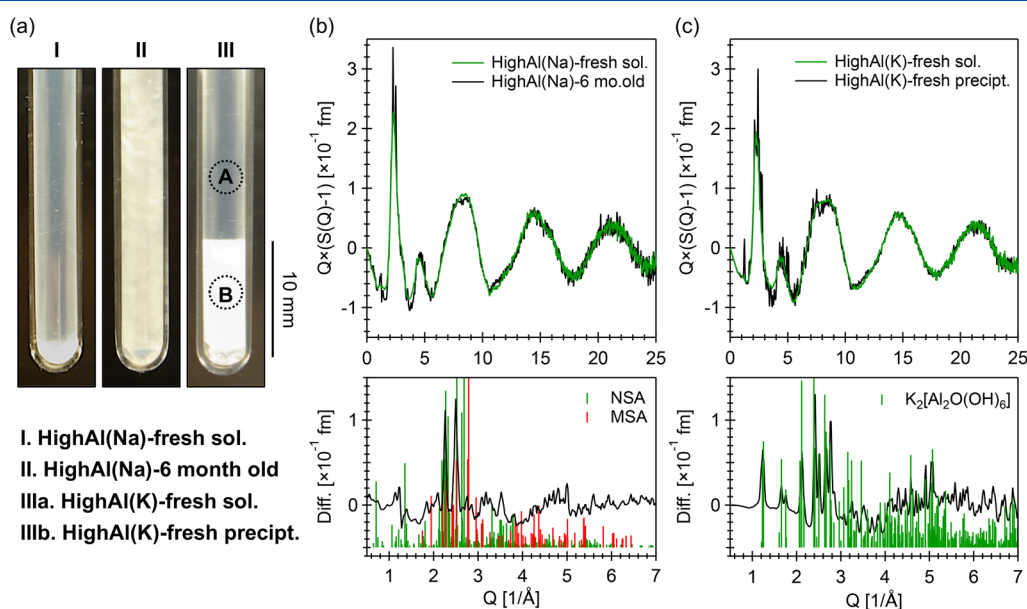 (a)
I II III
A
B
10 mm
I. HighAl(Na)-fresh sol.
II. HighAl(Na)-6 month old
IIIa. HighAl(K)-fresh sol.
IIIb. HighAl(K)-fresh precipt.
(b)
HighAl(Na)-fresh sol.
HighAl(Na)-6 mo.old
Q×(S(Q)-1) [×10⁻¹ fm]
3
2
1
0
-1
0 5 10 15 20 25
NSA
MSA
Diff. [×10⁻¹ fm]
1
0
0 1 2 3 4 5 6 7
Q [1/Å]
(c)
HighAl(K)-fresh sol.
HighAl(K)-fresh precipt.
Q×(S(Q)-1) [×10⁻¹ fm]
3
2
1
0
-1
0 5 10 15 20 25
K₂[Al₂O(OH)₆]
Diff. [×10⁻¹ fm]
1
0
0 1 2 3 4 5 6 7
Q [1/Å]